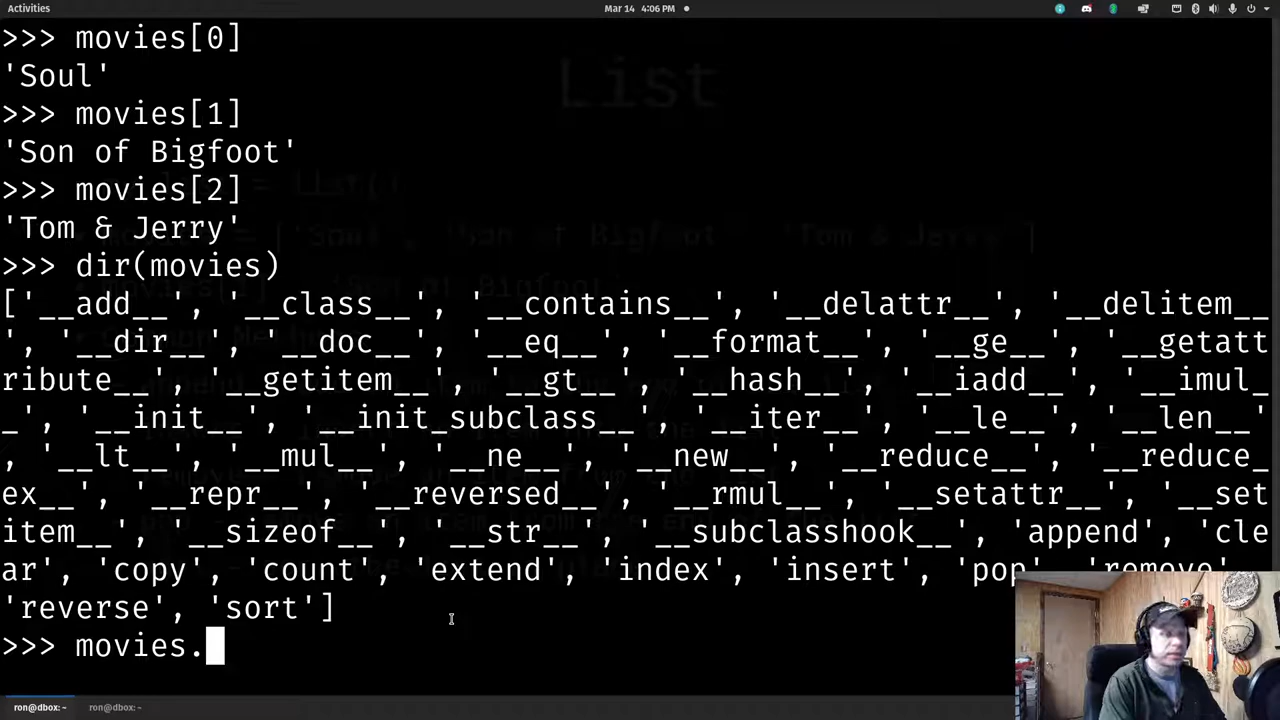 Activities
Mar 14 4:06 PM
>>> movies[0]
'Soul'
>>> movies[1]
'Son of Bigfoot'
>>> movies[2]
'Tom & Jerry'
>>> dir(movies)
['__add__', '__class__', '__contains__', '__delattr__', '__delitem__
', '__dir__', '__doc__', '__eq__', '__format__', '__ge__', '__getatt
ribute__', '__getitem__', '__gt__', '__hash__', '__iadd__', '__imul_
_', '__init__', '__init_subclass__', '__iter__', '__le__', '__len__'
, '__lt__', '__mul__', '__ne__', '__new__', '__reduce__', '__reduce_
ex__', '__repr__', '__reversed__', '__rmul__', '__setattr__', '__set
item__', '__sizeof__', '__str__', '__subclasshook__', 'append', 'cle
ar', 'copy', 'count', 'extend', 'index', 'insert', 'pop', 'remove'
'reverse', 'sort']
>>> movies.
List
ron@dbox: ~
ron@dbox: ~